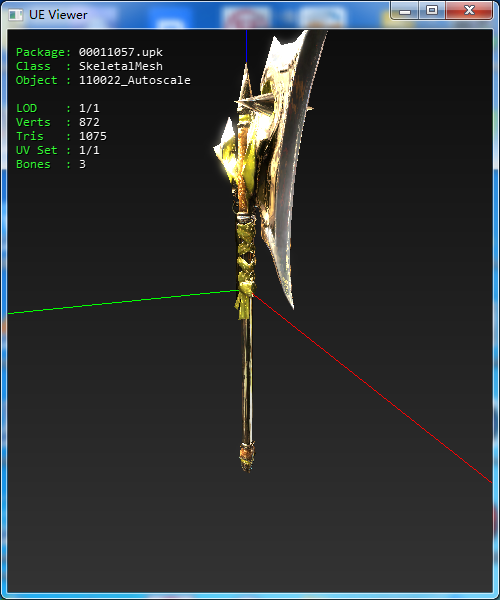 UE Viewer
Package: 00011057.upk
Class : SkeletalMesh
Object : 110022_Autoscale
LOD : 1/1
Verts : 872
Tris : 1075
UV Set : 1/1
Bones : 3